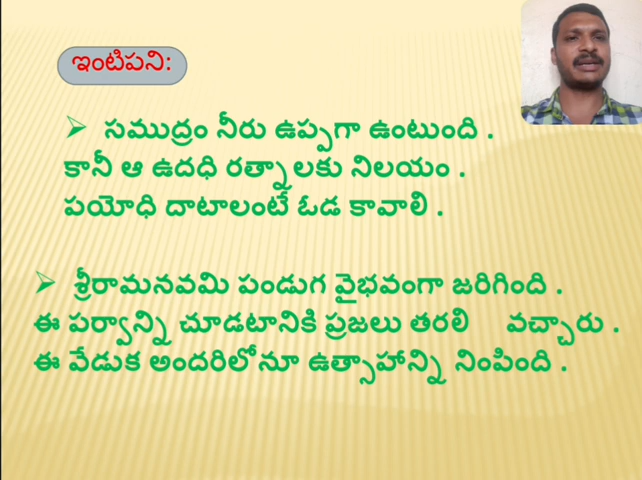 ఇంటిపని:
➢ సముద్రం నీరు ఉప్పగా ఉంటుంది .
కానీ ఆ ఉదధి రత్నాలకు నిలయం .
పయోధి దాటాలంటే ఓడ కావాలి .
➢ శ్రీరామనవమి పండుగ వైభవంగా జరిగింది .
ఈ పర్వాన్ని చూడటానికి ప్రజలు తరలి వచ్చారు .
ఈ వేడుక అందరిలోనూ ఉత్సాహాన్ని నింపింది .